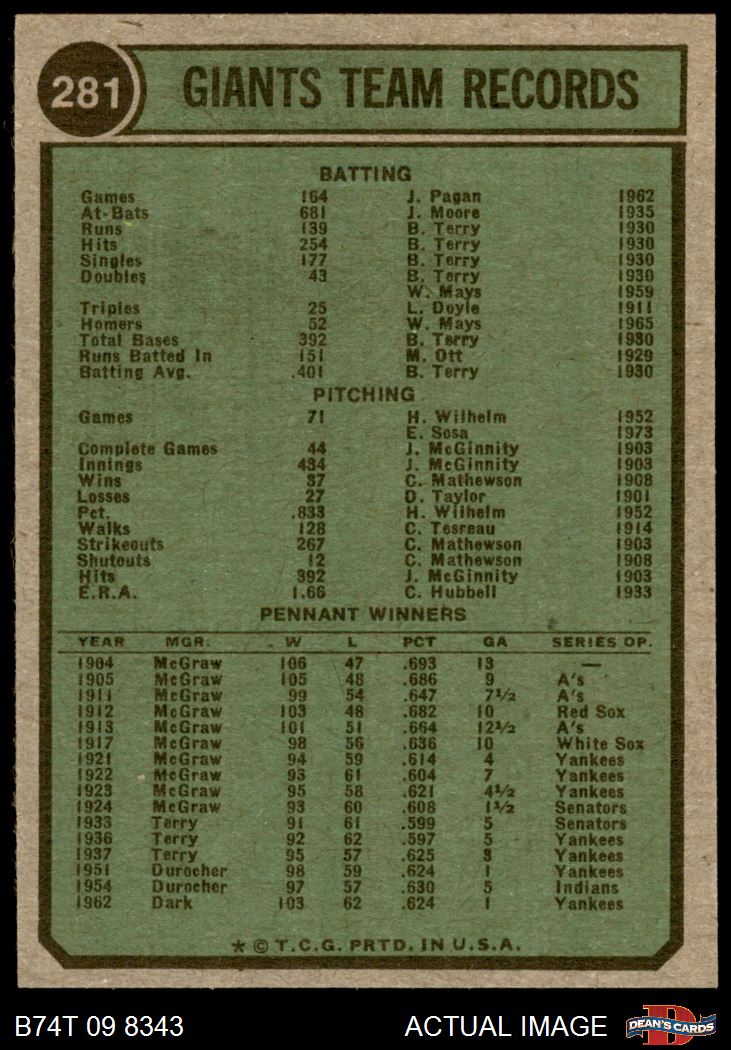 281
GIANTS TEAM RECORDS
BATTING
Games 164 J. Pagan 1962
At-Bats 681 J. Moore 1935
Runs 139 B. Terry 1930
Hits 254 B. Terry 1930
Singles 177 B. Terry 1930
Doubles 43 B. Terry 1930
W. Mays 1959
Triples 25 L. Doyle 1911
Homers 52 W. Mays 1965
Total Bases 392 B. Terry 1930
Runs Batted In 151 M. Ott 1929
Batting Avg. .401 B. Terry 1930
PITCHING
Games 71 H. Wilhelm 1952
E. Sosa 1973
Complete Games 44 J. McGinnity 1903
Innings 434 J. McGinnity 1903
Wins 37 C. Mathewson 1908
Losses 27 D. Taylor 1901
Pct. .833 H. Wilhelm 1952
Walks 128 C. Tesreau 1914
Strikeouts 267 C. Mathewson 1903
Shutouts 12 C. Mathewson 1908
Hits 392 J. McGinnity 1903
E.R.A. 1.66 C. Hubbell 1933
PENNANT WINNERS
YEAR MGR. W L PCT GA SERIES OP.
1904 McGraw 106 47 .693 13 —
1905 McGraw 105 48 .686 9 A's
1911 McGraw 99 54 .647 7½ A's
1912 McGraw 103 48 .682 10 Red Sox
1913 McGraw 101 51 .664 12½ A's
1917 McGraw 98 56 .636 10 White Sox
1921 McGraw 94 59 .614 4 Yankees
1922 McGraw 93 61 .604 7 Yankees
1923 McGraw 95 58 .621 4½ Yankees
1924 McGraw 93 60 .608 1½ Senators
1933 Terry 91 61 .599 5 Senators
1936 Terry 92 62 .597 5 Yankees
1937 Terry 95 57 .625 3 Yankees
1951 Durocher 98 59 .624 1 Yankees
1954 Durocher 97 57 .630 5 Indians
1962 Dark 103 62 .624 1 Yankees
* © T.C.G. PRTD. IN U.S.A.
B74T 09 8343 ACTUAL IMAGE D DEAN'S CARDS